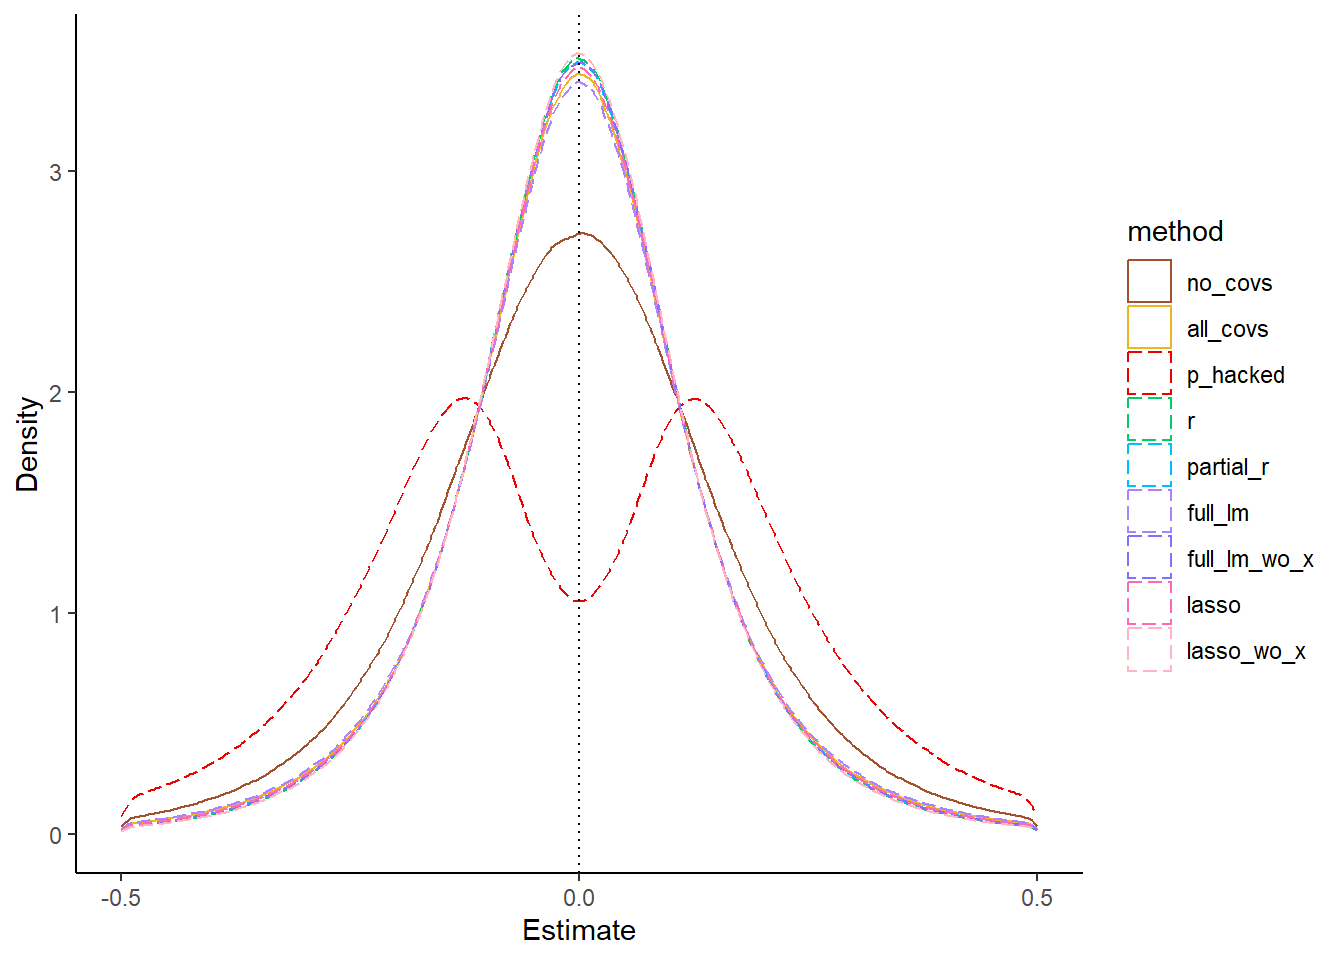 3
2
1
0
Density
-0.5
0.0
0.5
Estimate
method
no_covs
all_covs
p_hacked
r
partial_r
full_lm
full_lm_wo_x
lasso
lasso_wo_x